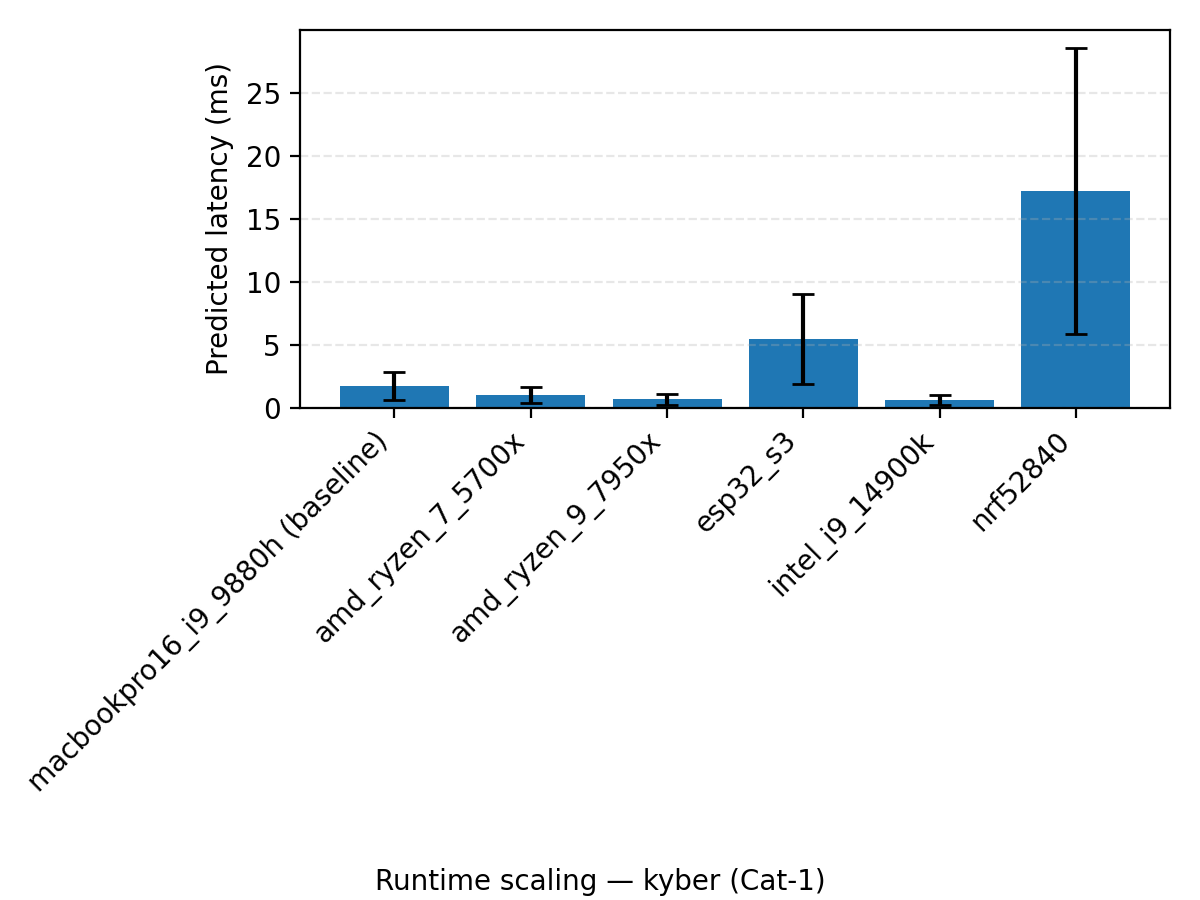 Predicted latency (ms)
25
20
15
10
5
0
macbookpro16_i9_9880h (baseline)
amd_ryzen_7_5700x
amd_ryzen_9_7950x
esp32_s3
intel_i9_14900k
nrf52840
Runtime scaling — kyber (Cat-1)